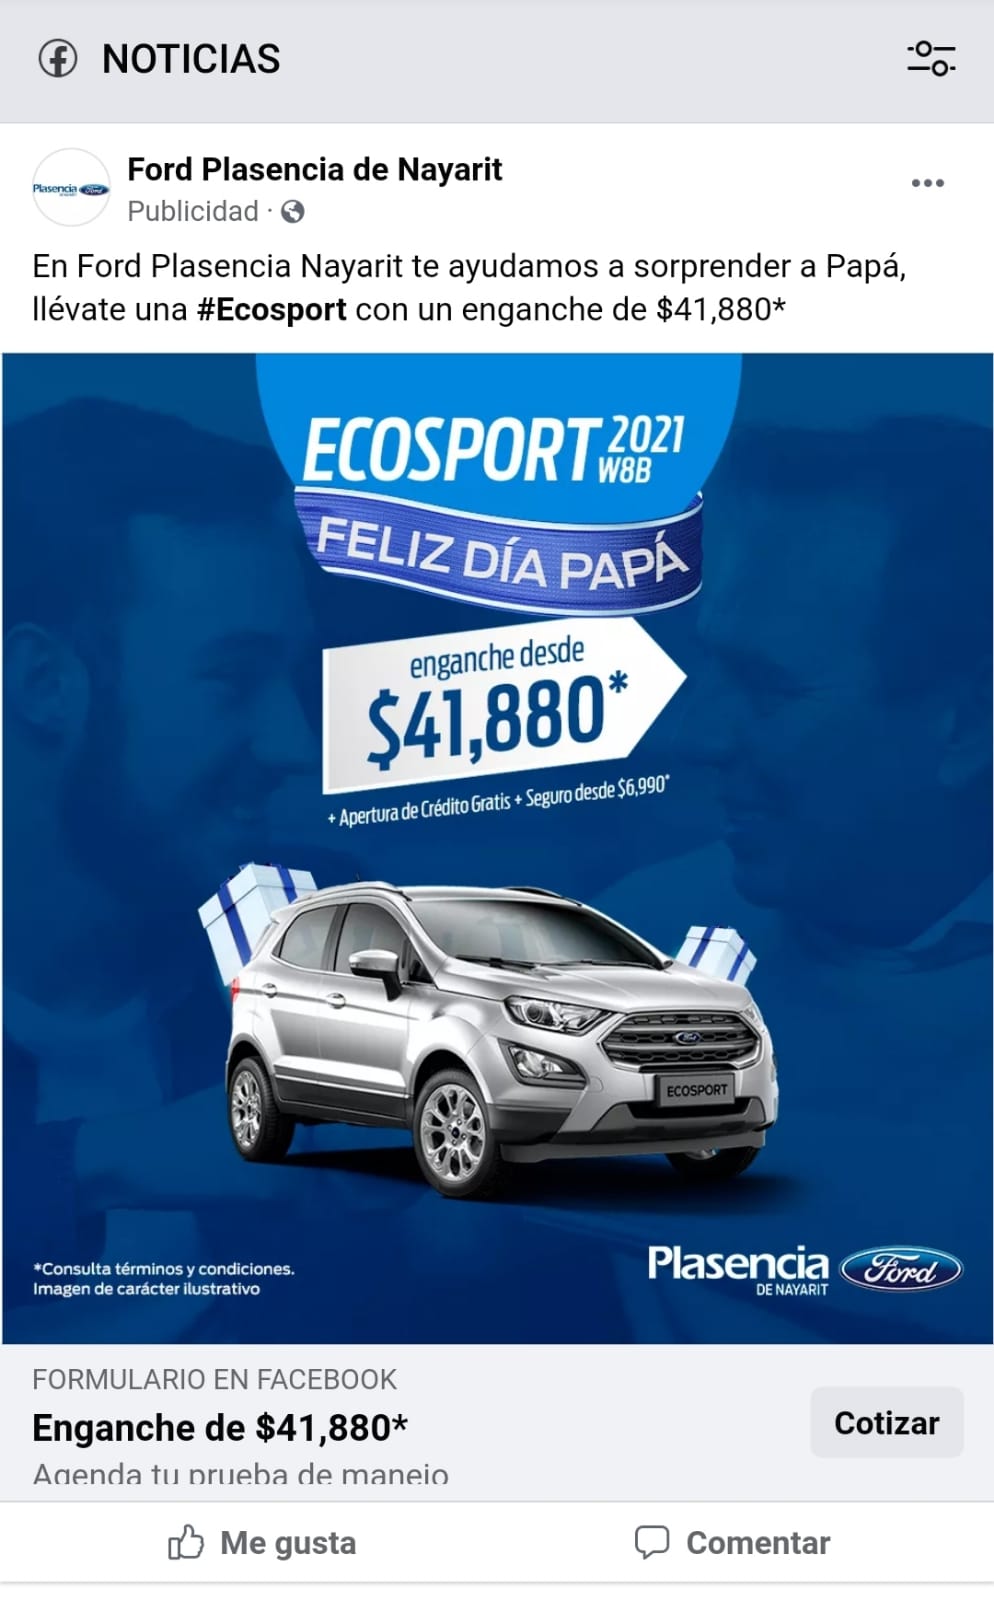 NOTICIAS
Ford Plasencia de Nayarit
Plasencia Ford
Publicidad ·
En Ford Plasencia Nayarit te ayudamos a sorprender a Papá,
llévate una #Ecosport con un enganche de $41,880*
ECOSPORT 2021
W8B
FELIZ DÍA PAPÁ
enganche desde
$41,880*
+ Apertura de Crédito Gratis + Seguro desde $6,990*
Ford
ECOSPORT
*Consulta términos y condiciones.
Imagen de carácter ilustrativo
Plasencia Ford
DE NAYARIT
FORMULARIO EN FACEBOOK
Enganche de $41,880*
Cotizar
Agenda tu prueba de manejo
Me gusta
Comentar